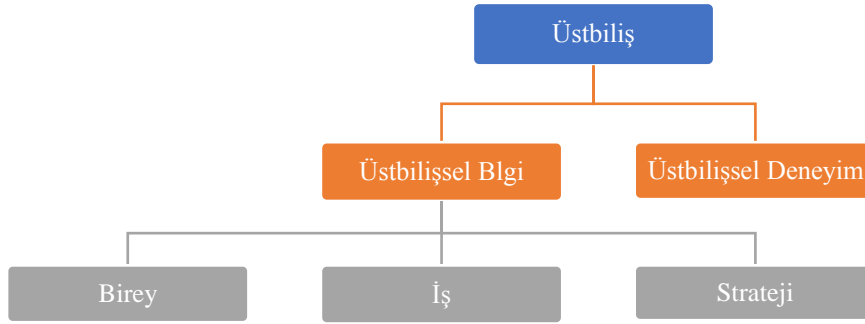 Üstbiliş
Üstbilişsel Blgi
Üstbilişsel Deneyim
Birey
İş
Strateji